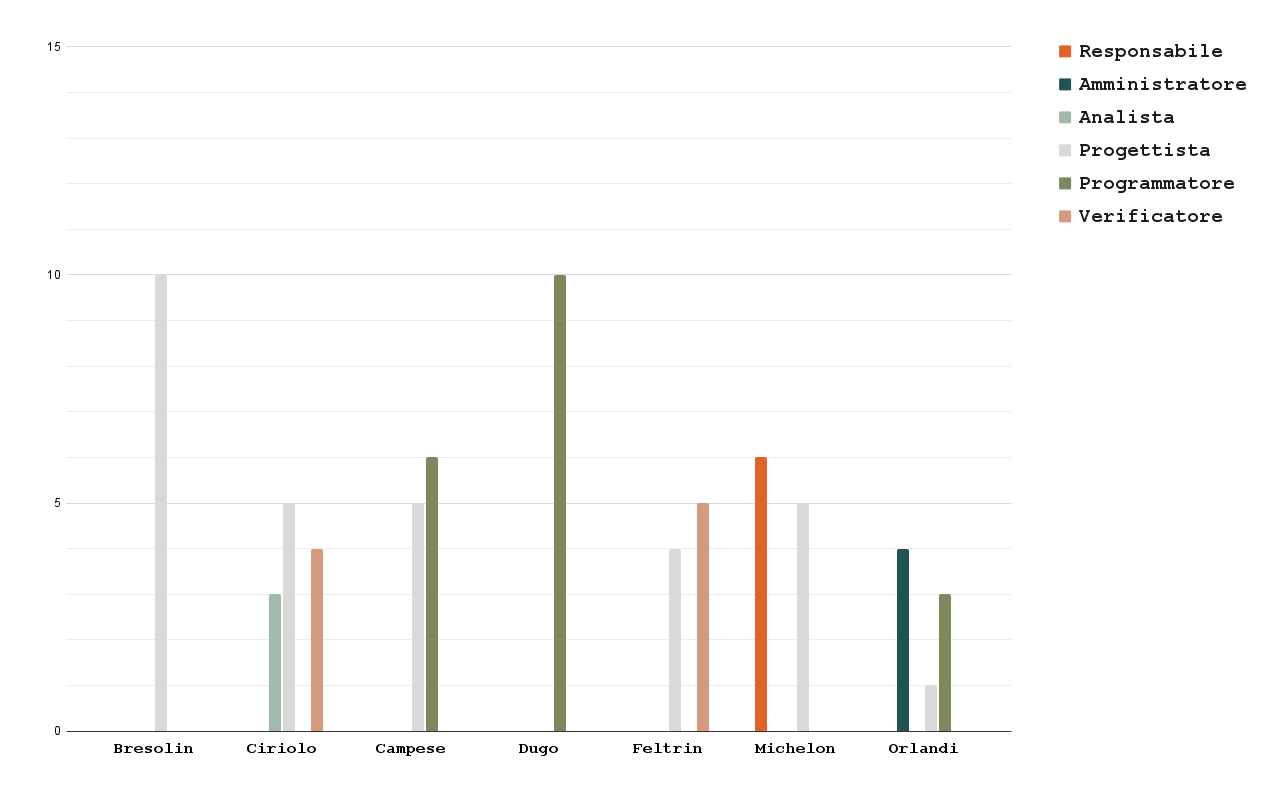 15
10
5
0
Bresolin Ciriolo Campese Dugo Feltrin Michelon Orlandi
Responsabile
Amministratore
Analista
Progettista
Programmatore
Verificatore